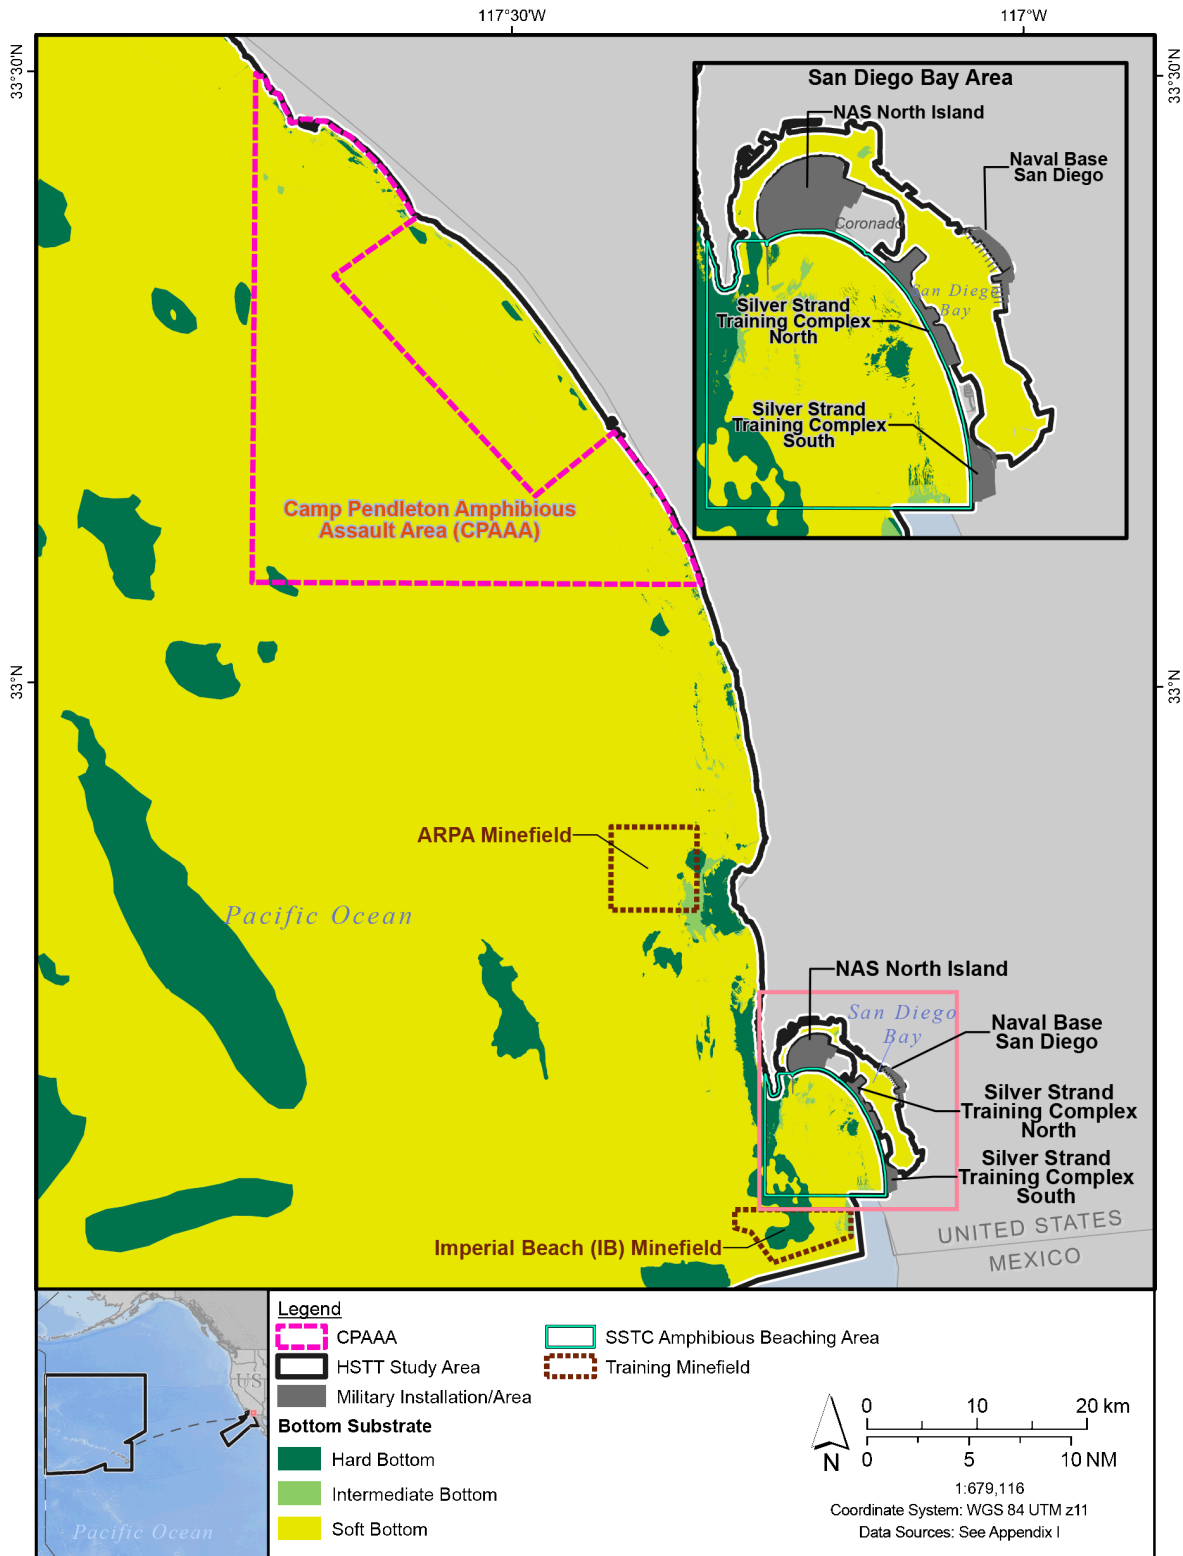 117°30'W
117°W
33°30'N
33°30'N
San Diego Bay Area
NAS North Island
Naval Base
San Diego
Coronado
San Diego
Bay
Silver Strand
Training Complex
North
Silver Strand
Training Complex
South
Camp Pendleton Amphibious
Assault Area (CPAAA)
33°N
33°N
ARPA Minefield
Pacific Ocean
NAS North Island
San Diego
Bay
Naval Base
San Diego
Silver Strand
Training Complex
North
Silver Strand
Training Complex
South
Imperial Beach (IB) Minefield
UNITED STATES
MEXICO
US
Pacific Ocean
Legend
CPAAA
HSTT Study Area
Military Installation/Area
SSTC Amphibious Beaching Area
Training Minefield
Bottom Substrate
Hard Bottom
Intermediate Bottom
Soft Bottom
N
0 10 20 km
0 5 10 NM
1:679,116
Coordinate System: WGS 84 UTM z11
Data Sources: See Appendix I